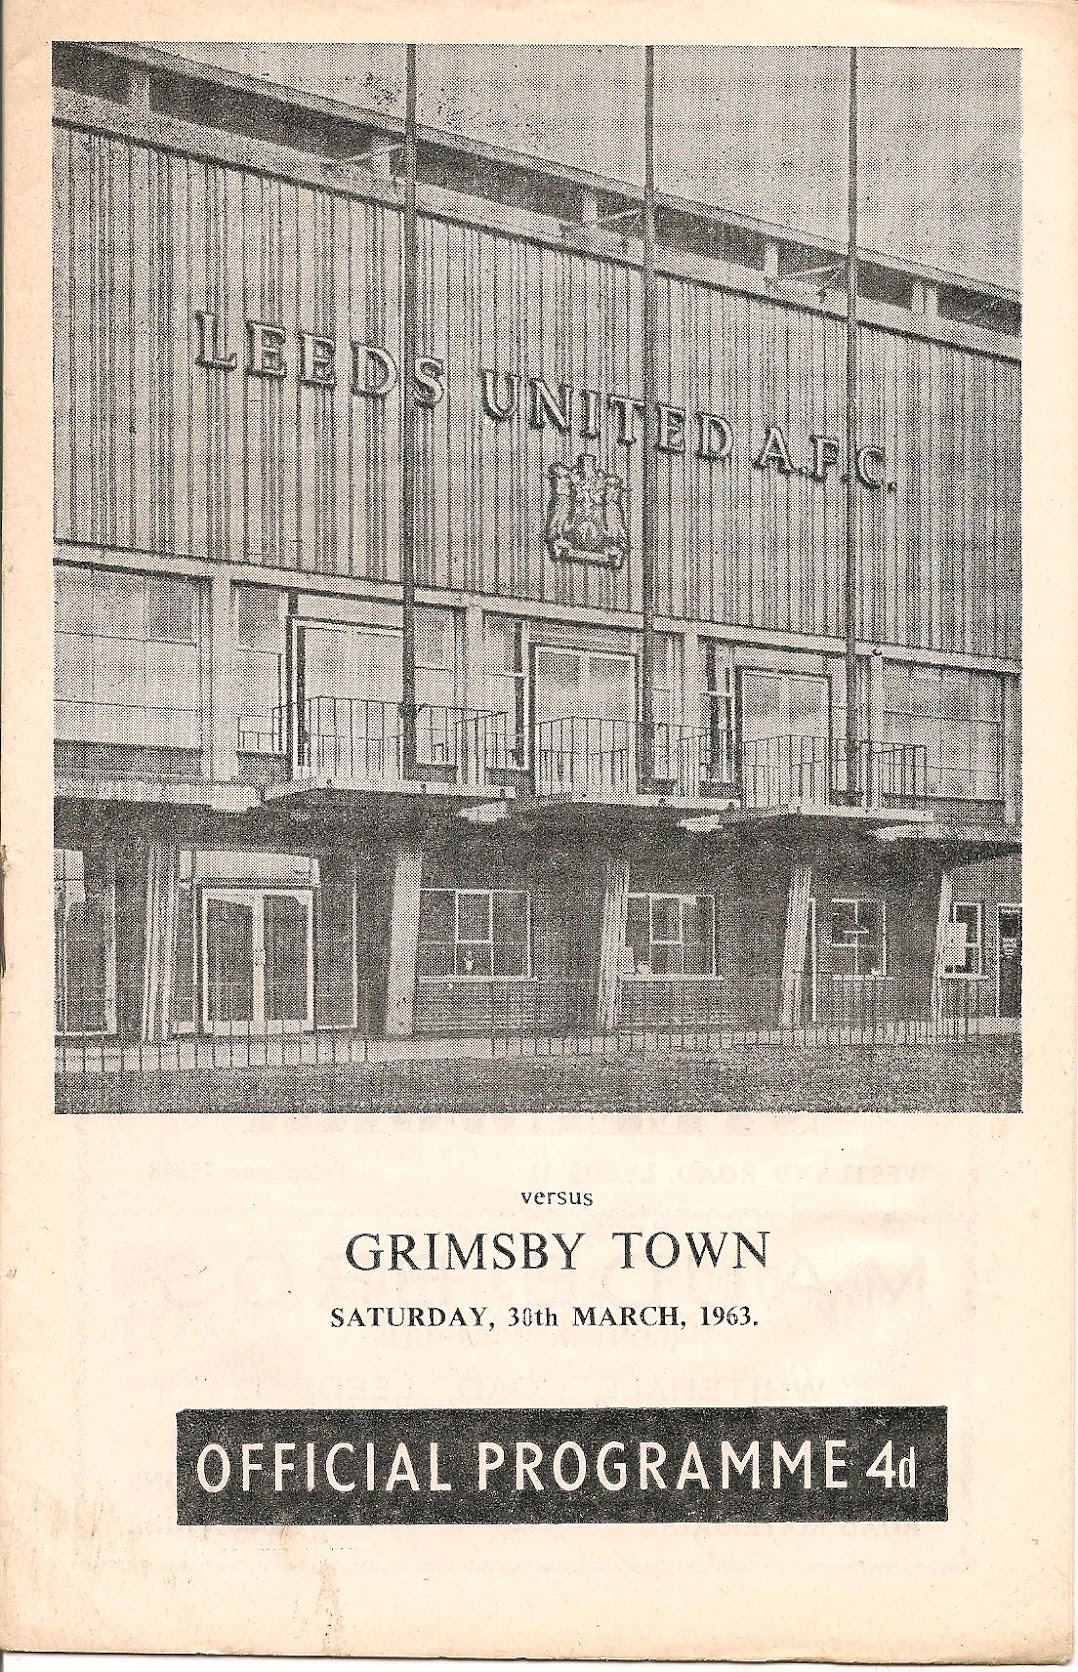 LEEDS UNITED A.F.C.
versus
GRIMSBY TOWN
SATURDAY, 30th MARCH, 1963.
OFFICIAL PROGRAMME 4d